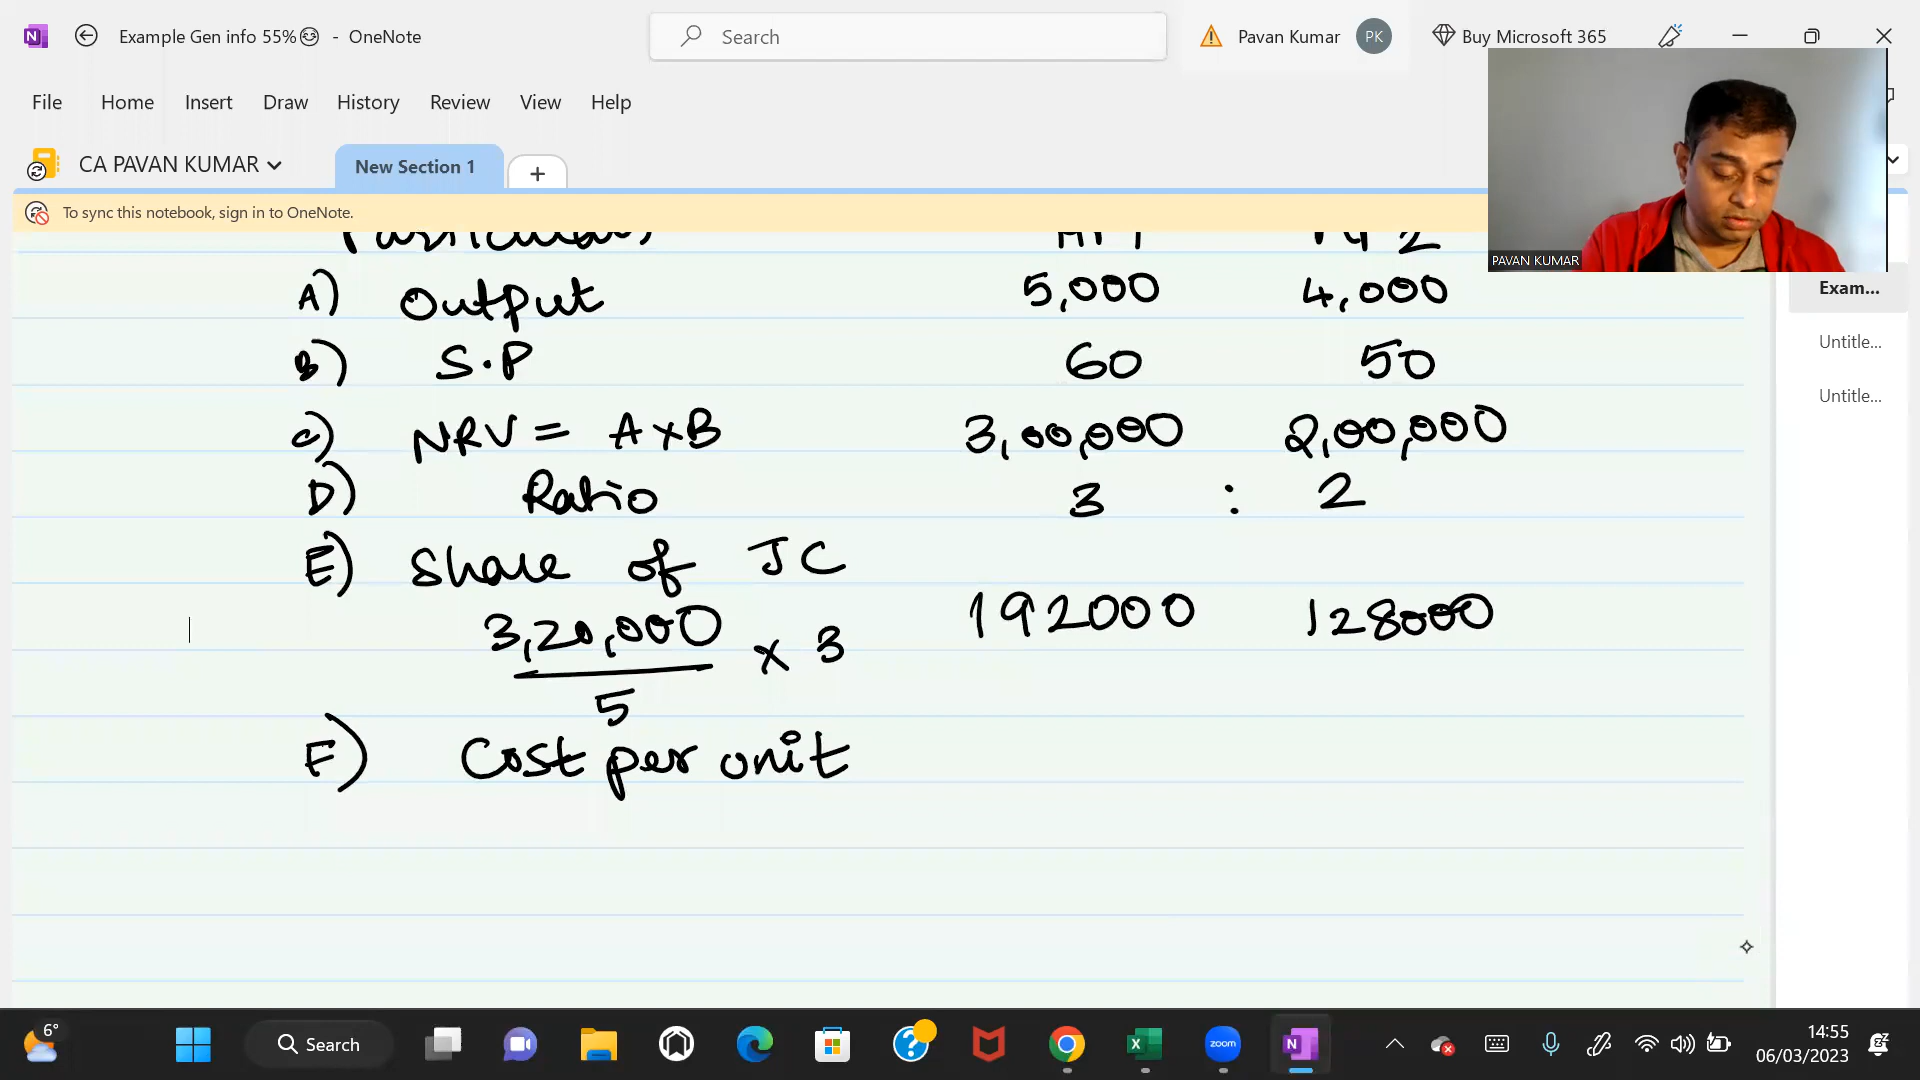 Example Gen info 55% - OneNote
Search
Pavan Kumar PK
Buy Microsoft 365
File Home Insert Draw History Review View Help
CA PAVAN KUMAR
New Section 1
+
To sync this notebook, sign in to OneNote.
PAVAN KUMAR
Exam...
Untitle...
Untitle...
Particulars
A) Output 5,000 4,000
B) S.P 60 50
C) NRV = A×B 3,00,000 2,00,000
D) Ratio 3 : 2
E) Share of JC
3,20,000 × 3 192000 128000
5
F) Cost per unit
6°
Search
zoom
14:55
06/03/2023